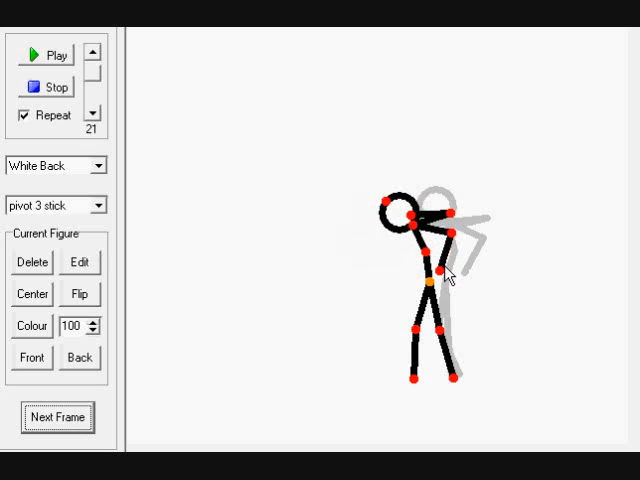 Play
Stop
Repeat
21
White Back
pivot 3 stick
Current Figure
Delete Edit
Center Flip
Colour 100
Front Back
Next Frame